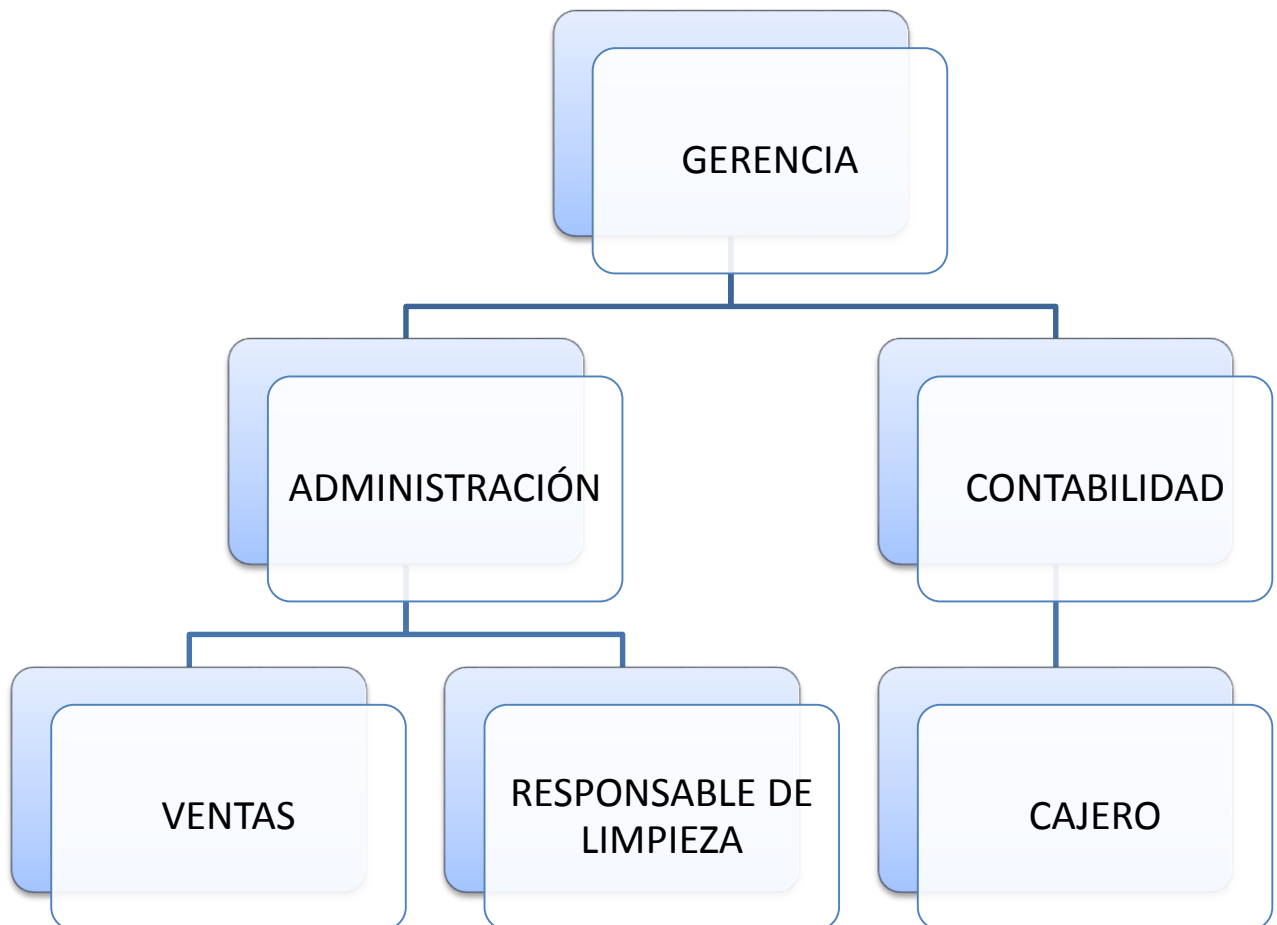 GERENCIA
ADMINISTRACIÓN
CONTABILIDAD
VENTAS
RESPONSABLE DE
LIMPIEZA
CAJERO